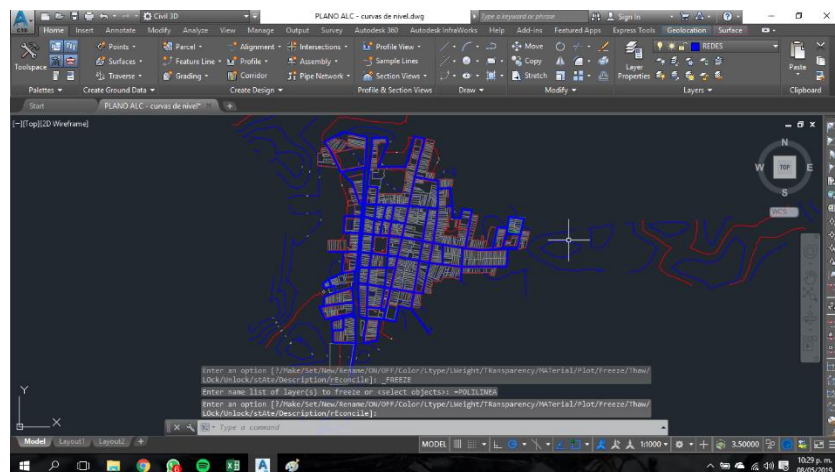 Civil 3D
PLANO ALC - curvas de nivel.dwg
Type a keyword or phrase
Sign In
Home Insert Annotate Modify Analyze View Manage Output Survey Autodesk 360 Autodesk InfraWorks Help Add-ins Express Tools Featured Apps Geolocation Surface
Toolspace
Points
Surfaces
Traverse
Parcel
Feature Line
Grading
Alignment
Profile
Corridor
Intersections
Assembly
Pipe Network
Profile View
Sample Lines
Section Views
Move
Copy
Stretch
Layer
Properties
REDES
Paste
Palettes Create Ground Data Create Design Profile & Section Views Draw Modify Layers Clipboard
Start PLANO ALC - curvas de nivel*
[-][Top][2D Wireframe]
N
W TOP E
S
WCS
Enter an option [?/Make/Set/New/Rename/ON/OFF/Color/Ltype/LWeight/TRansparency/MATerial/Plot/Freeze/Thaw/
LOck/Unlock/stAte/Description/rEconcile]: _FREEZE
Enter name list of layer(s) to freeze or <select objects>: =POLILINEA
Enter an option [?/Make/Set/New/Rename/ON/OFF/Color/Ltype/LWeight/TRansparency/MATerial/Plot/Freeze/Thaw/
LOck/Unlock/stAte/Description/rEconcile]:
Y
X
Type a command
Model Layout1 Layout2 +
MODEL 1:1000 3.50000
10:29 p. m.